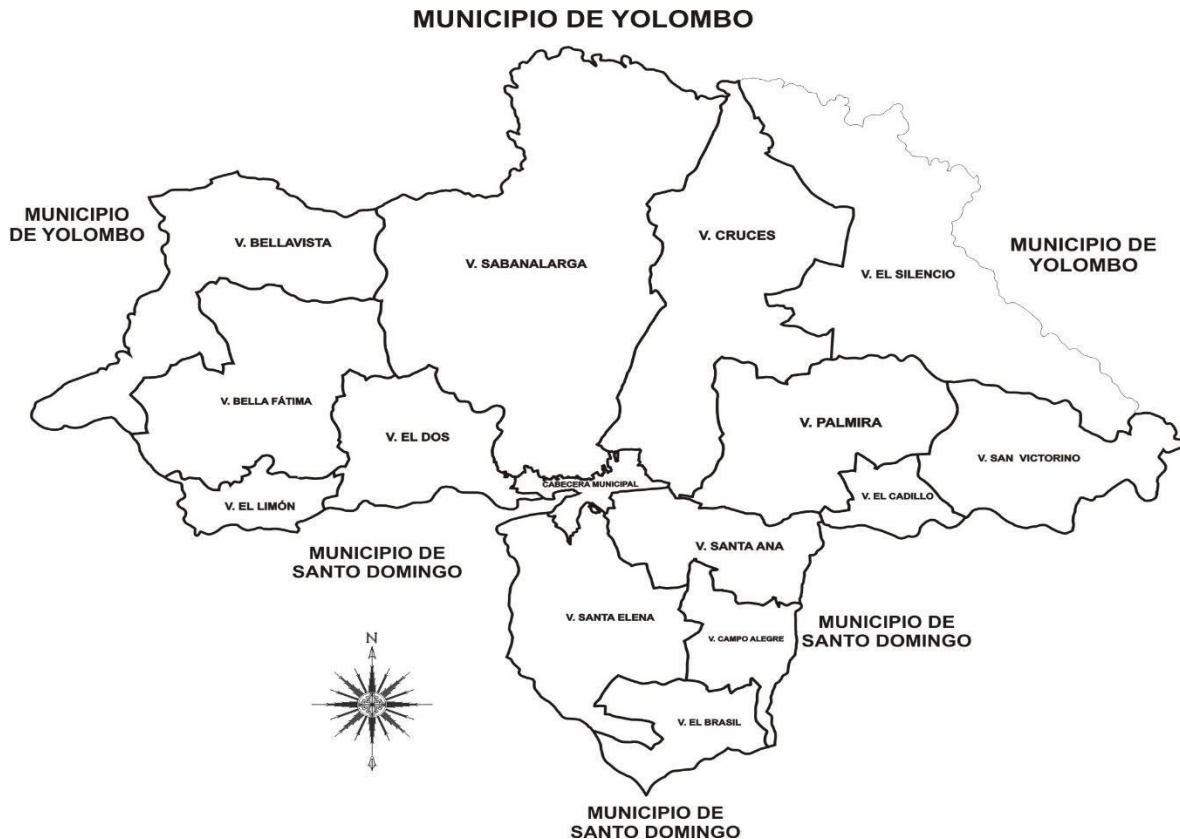 MUNICIPIO DE YOLOMBO
MUNICIPIO
DE YOLOMBO
V. BELLAVISTA
V. SABANALARGA
V. CRUCES
V. EL SILENCIO
MUNICIPIO DE
YOLOMBO
V. BELLA FÁTIMA
V. EL DOS
V. PALMIRA
V. SAN VICTORINO
CABECERA MUNICIPAL
V. EL CADILLO
V. EL LIMÓN
MUNICIPIO DE
SANTO DOMINGO
V. SANTA ANA
V. SANTA ELENA
V. CAMPO ALEGRE
MUNICIPIO DE
SANTO DOMINGO
N
V. EL BRASIL
MUNICIPIO DE
SANTO DOMINGO